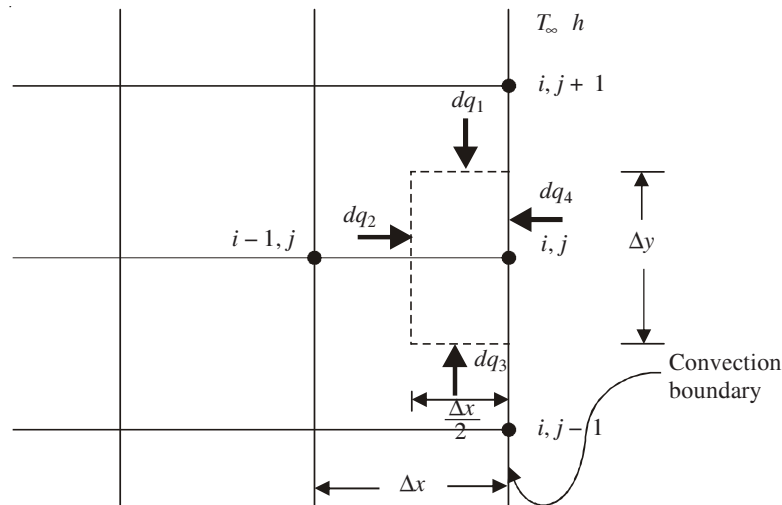 T∞ h
i, j + 1
dq1
dq4
dq2
i − 1, j
i, j
Δy
dq3
Convection
boundary
Δx
2
i, j − 1
Δx